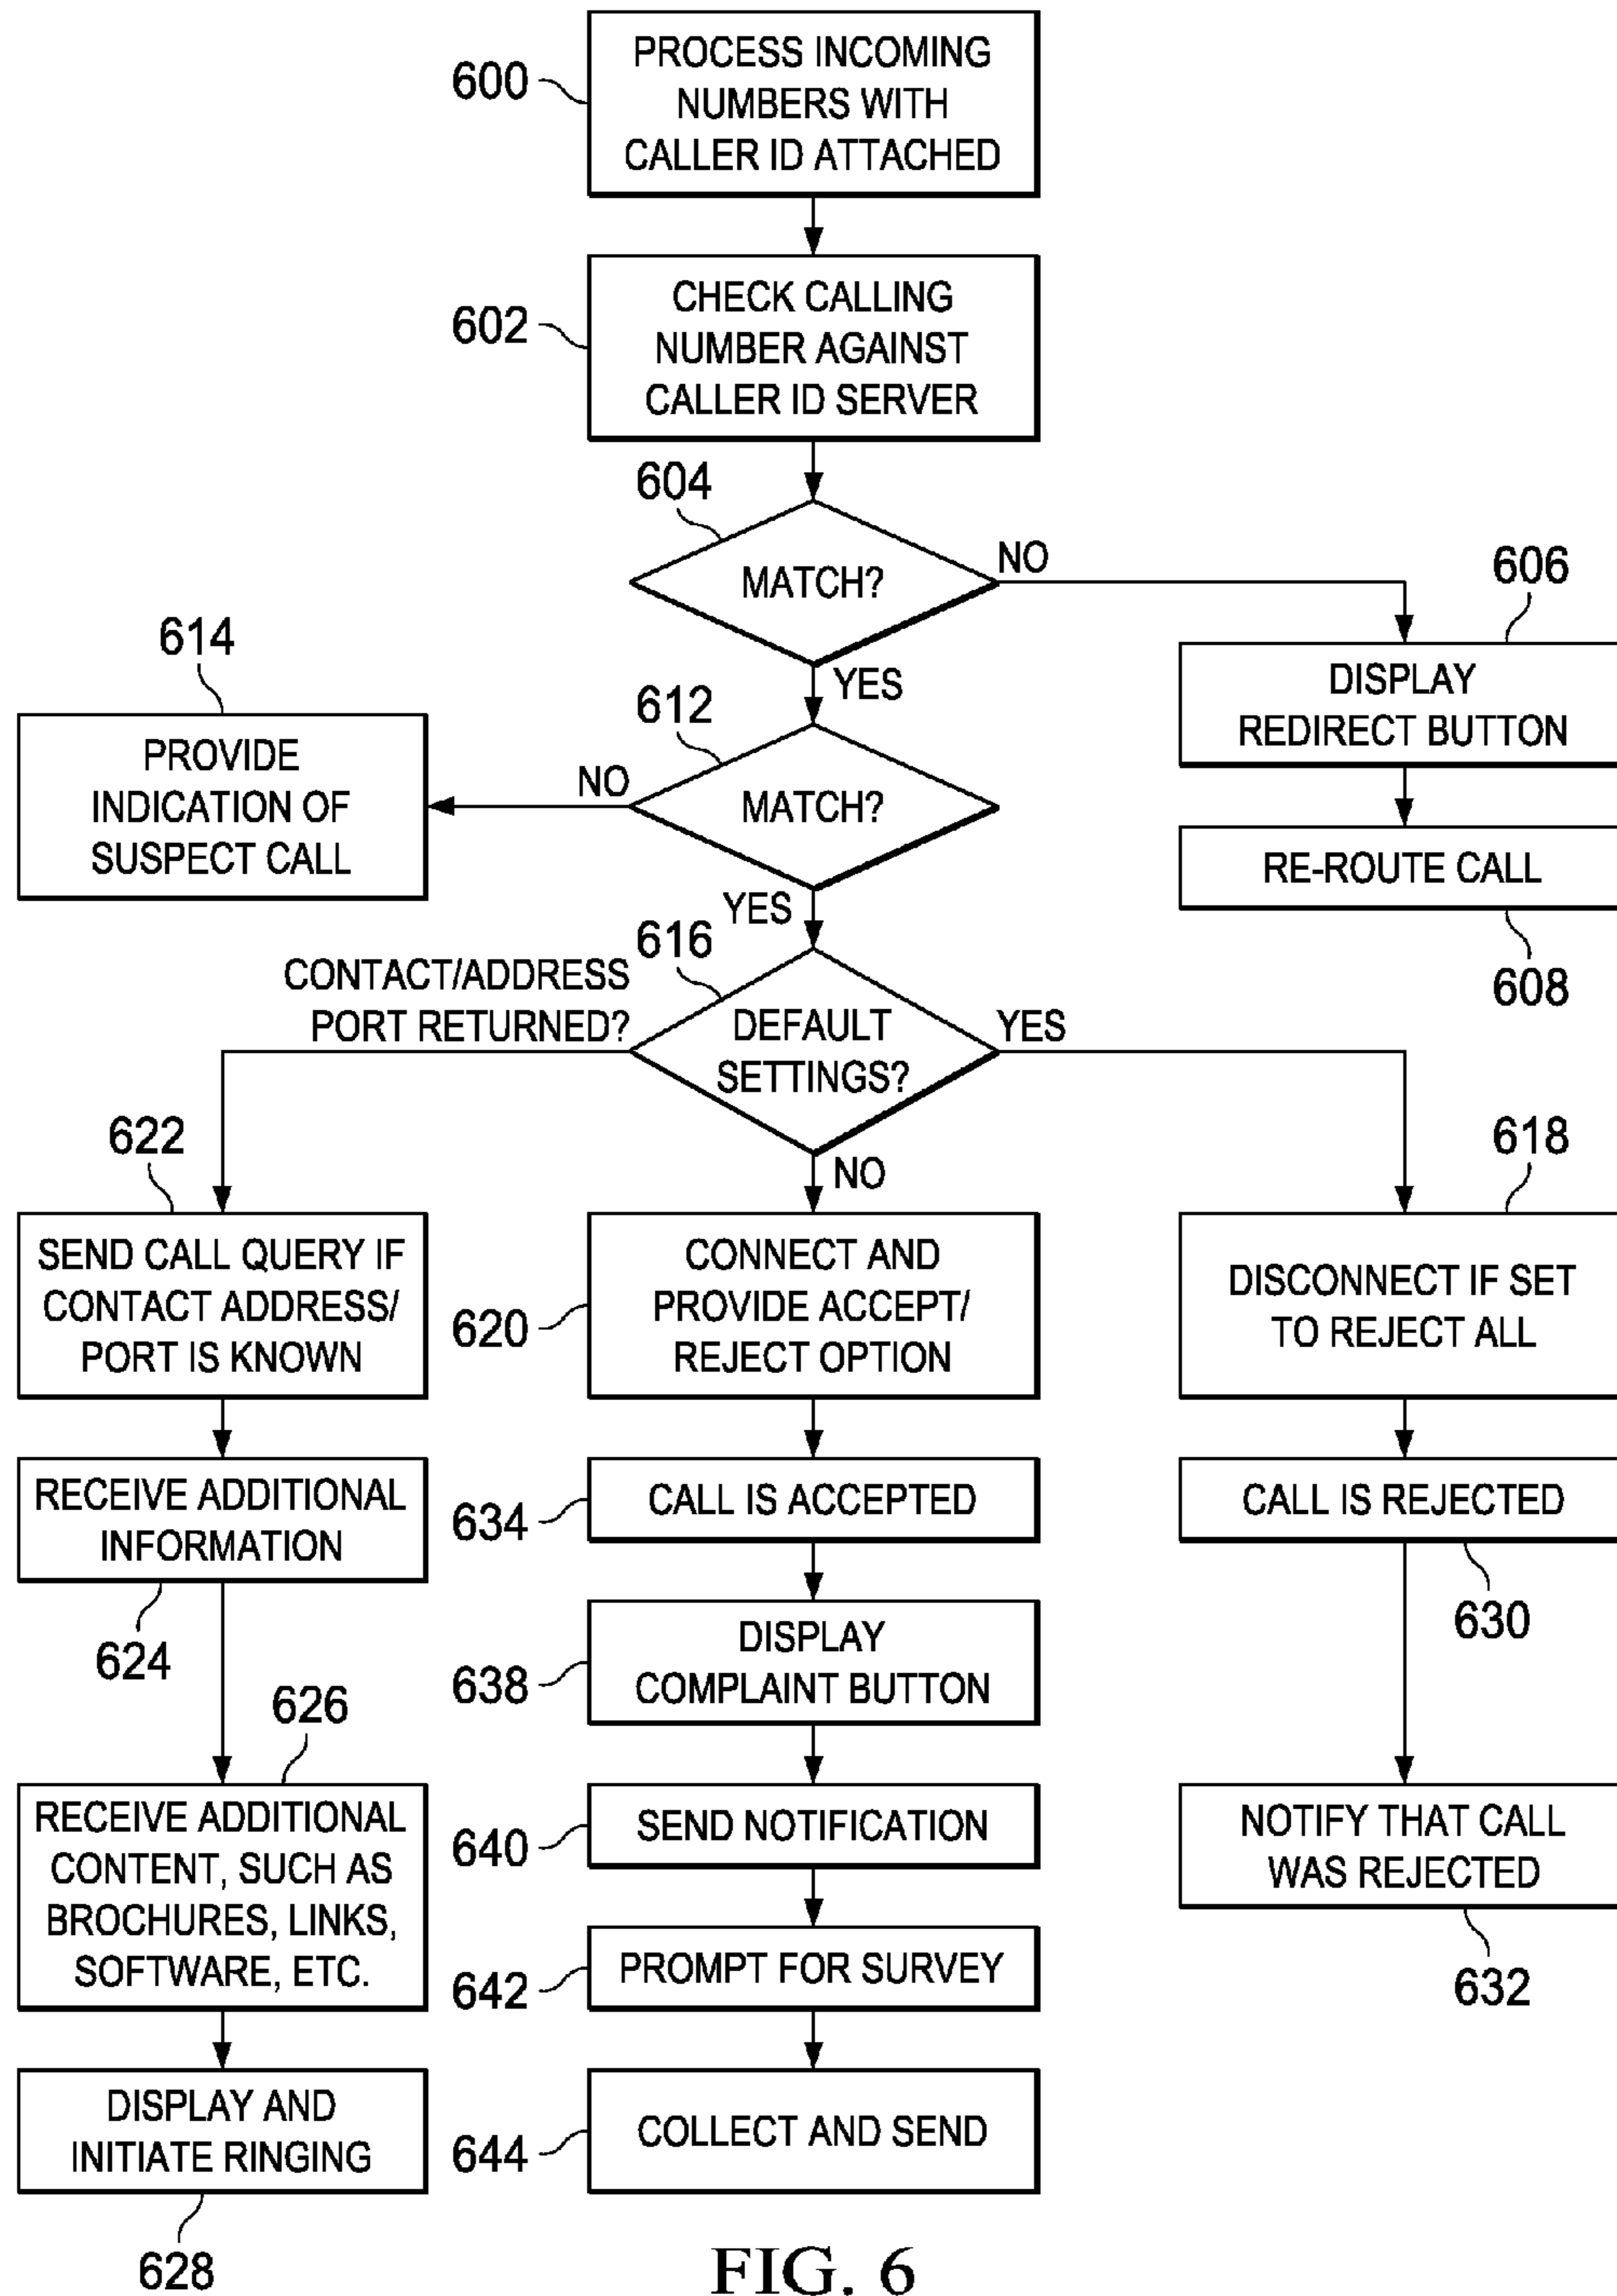 600
PROCESS INCOMING
NUMBERS WITH
CALLER ID ATTACHED
602
CHECK CALLING
NUMBER AGAINST
CALLER ID SERVER
604
MATCH?
NO
YES
606
DISPLAY
REDIRECT BUTTON
RE-ROUTE CALL
608
612
MATCH?
NO
YES
614
PROVIDE
INDICATION OF
SUSPECT CALL
616
DEFAULT
SETTINGS?
CONTACT/ADDRESS
PORT RETURNED?
YES
NO
622
SEND CALL QUERY IF
CONTACT ADDRESS/
PORT IS KNOWN
RECEIVE ADDITIONAL
INFORMATION
624
626
RECEIVE ADDITIONAL
CONTENT, SUCH AS
BROCHURES, LINKS,
SOFTWARE, ETC.
DISPLAY AND
INITIATE RINGING
628
620
CONNECT AND
PROVIDE ACCEPT/
REJECT OPTION
634
CALL IS ACCEPTED
638
DISPLAY
COMPLAINT BUTTON
640
SEND NOTIFICATION
642
PROMPT FOR SURVEY
644
COLLECT AND SEND
618
DISCONNECT IF SET
TO REJECT ALL
CALL IS REJECTED
630
NOTIFY THAT CALL
WAS REJECTED
632
FIG. 6